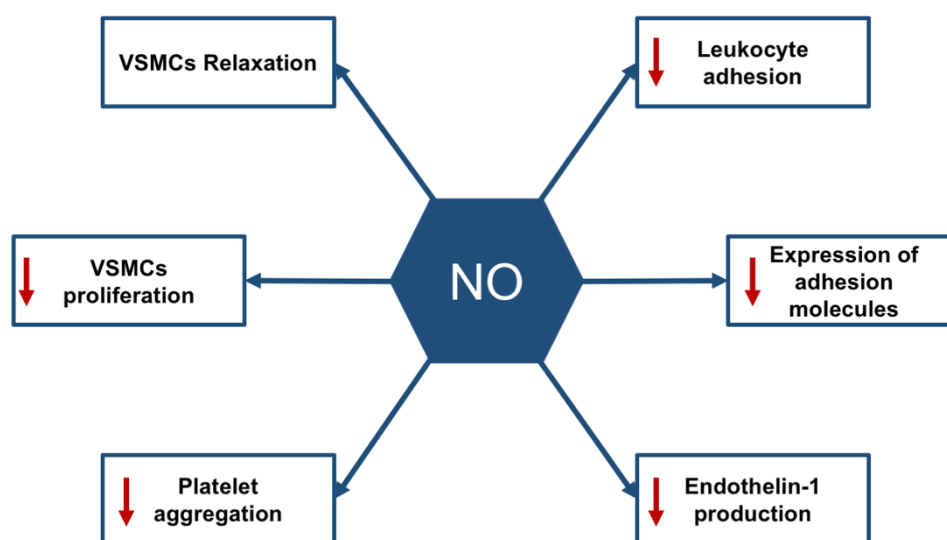 VSMCs Relaxation
Leukocyte
adhesion
VSMCs
proliferation
NO
Expression of
adhesion
molecules
Platelet
aggregation
Endothelin-1
production